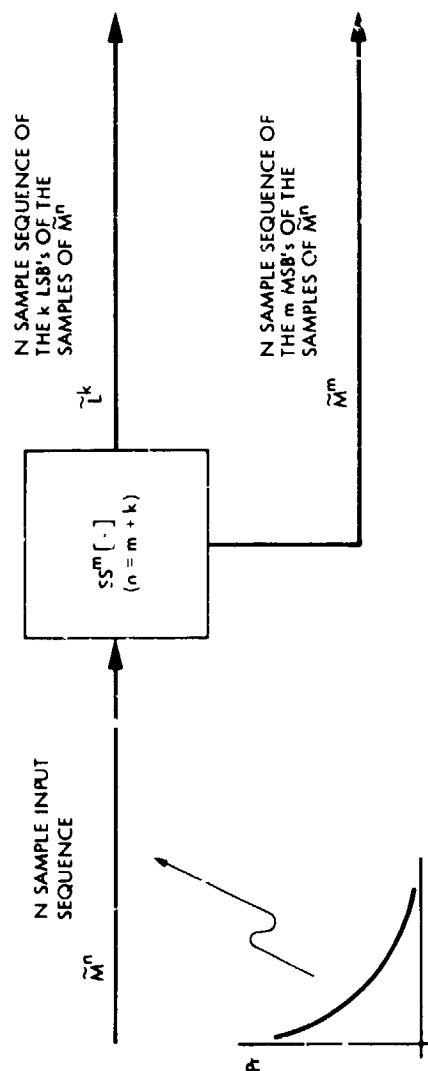 N SAMPLE INPUT
SEQUENCE
M̃ⁿ
Pr
SSᵐ [ · ]
(n = m + k)
L̃ᵏ
N SAMPLE SEQUENCE OF
THE k LSB's OF THE
SAMPLES OF M̃ⁿ
M̃ᵐ
N SAMPLE SEQUENCE OF
THE m MSB's OF THE
SAMPLES OF M̃ⁿ